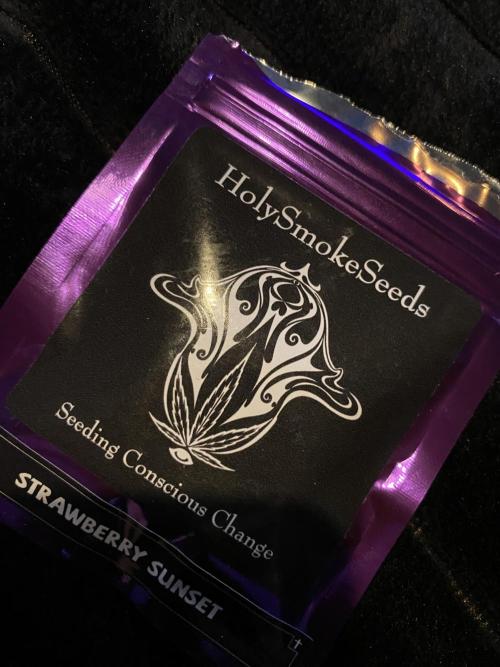 HolySmokeSeeds
Seeding Conscious Change
STRAWBERRY SUNSET